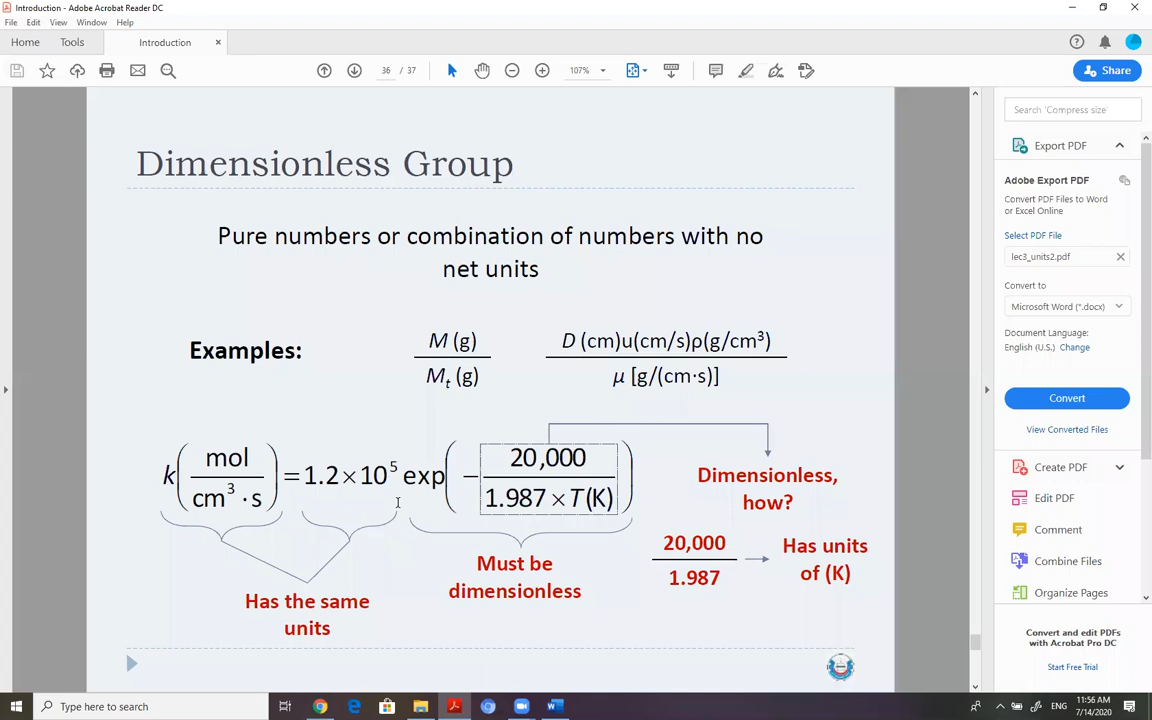 Introduction - Adobe Acrobat Reader DC
File Edit View Window Help
Home Tools Introduction ×
36 / 37 107% Share
Search 'Compress size'
Export PDF
Adobe Export PDF
Convert PDF Files to Word
or Excel Online
Select PDF File
lec3_units2.pdf
Convert to
Microsoft Word (*.docx)
Document Language:
English (U.S.) Change
Convert
View Converted Files
Create PDF
Edit PDF
Comment
Combine Files
Organize Pages
Convert and edit PDFs
with Acrobat Pro DC
Start Free Trial
Dimensionless Group
Pure numbers or combination of numbers with no
net units
Examples:
M (g)
M_t (g)
D (cm)u(cm/s)ρ(g/cm³)
μ [g/(cm·s)]
k(mol / cm³ · s) = 1.2 × 10⁵ exp(− 20,000 / 1.987 × T(K))
Has the same
units
Must be
dimensionless
Dimensionless,
how?
20,000
1.987
Has units
of (K)
Type here to search
ENG
11:56 AM
7/14/2020